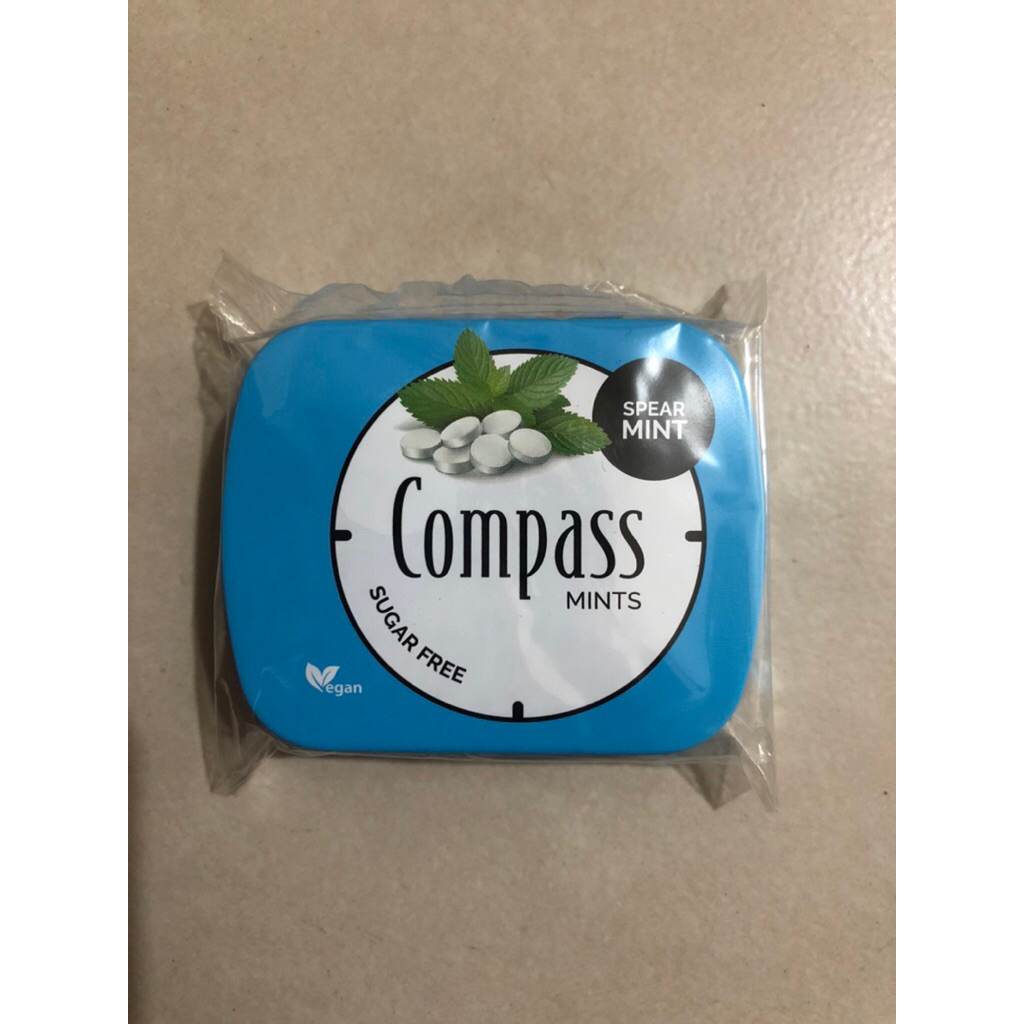 SPEAR
MINT
Compass
MINTS
SUGAR FREE
Vegan